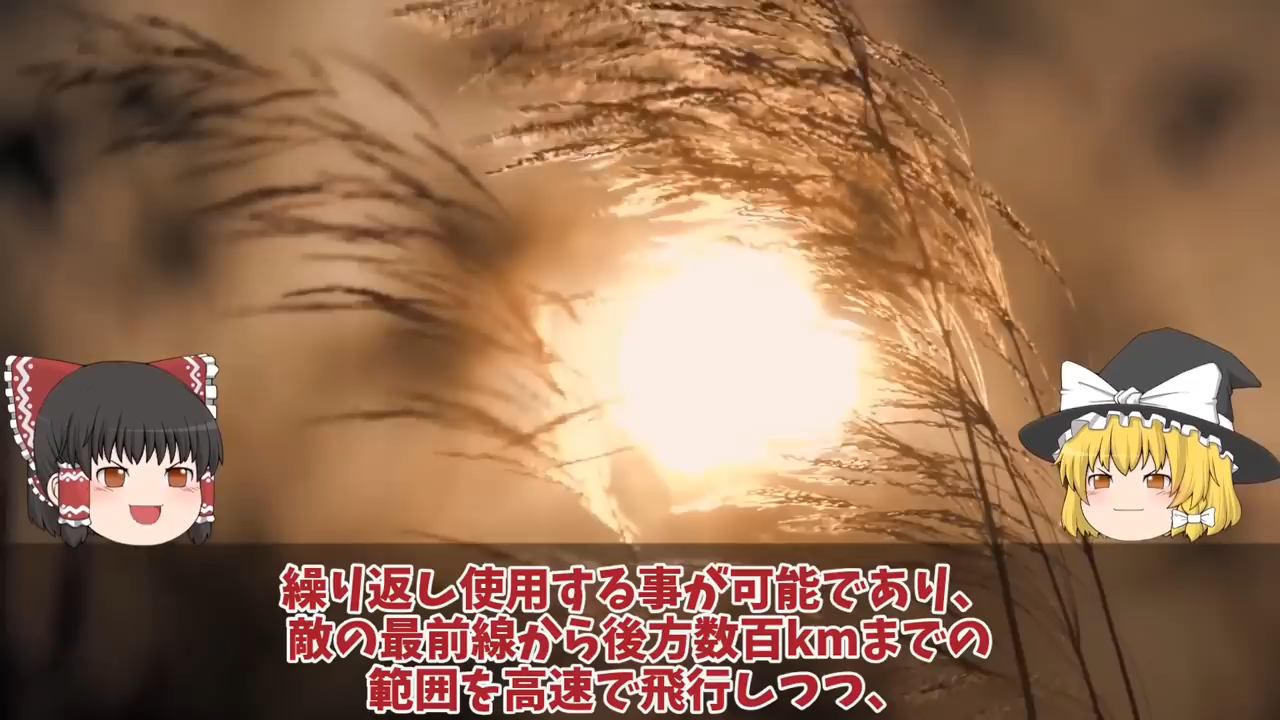 繰り返し使用する事が可能であり、
敵の最前線から後方数百kmまでの
範囲を高速で飛行しつつ、